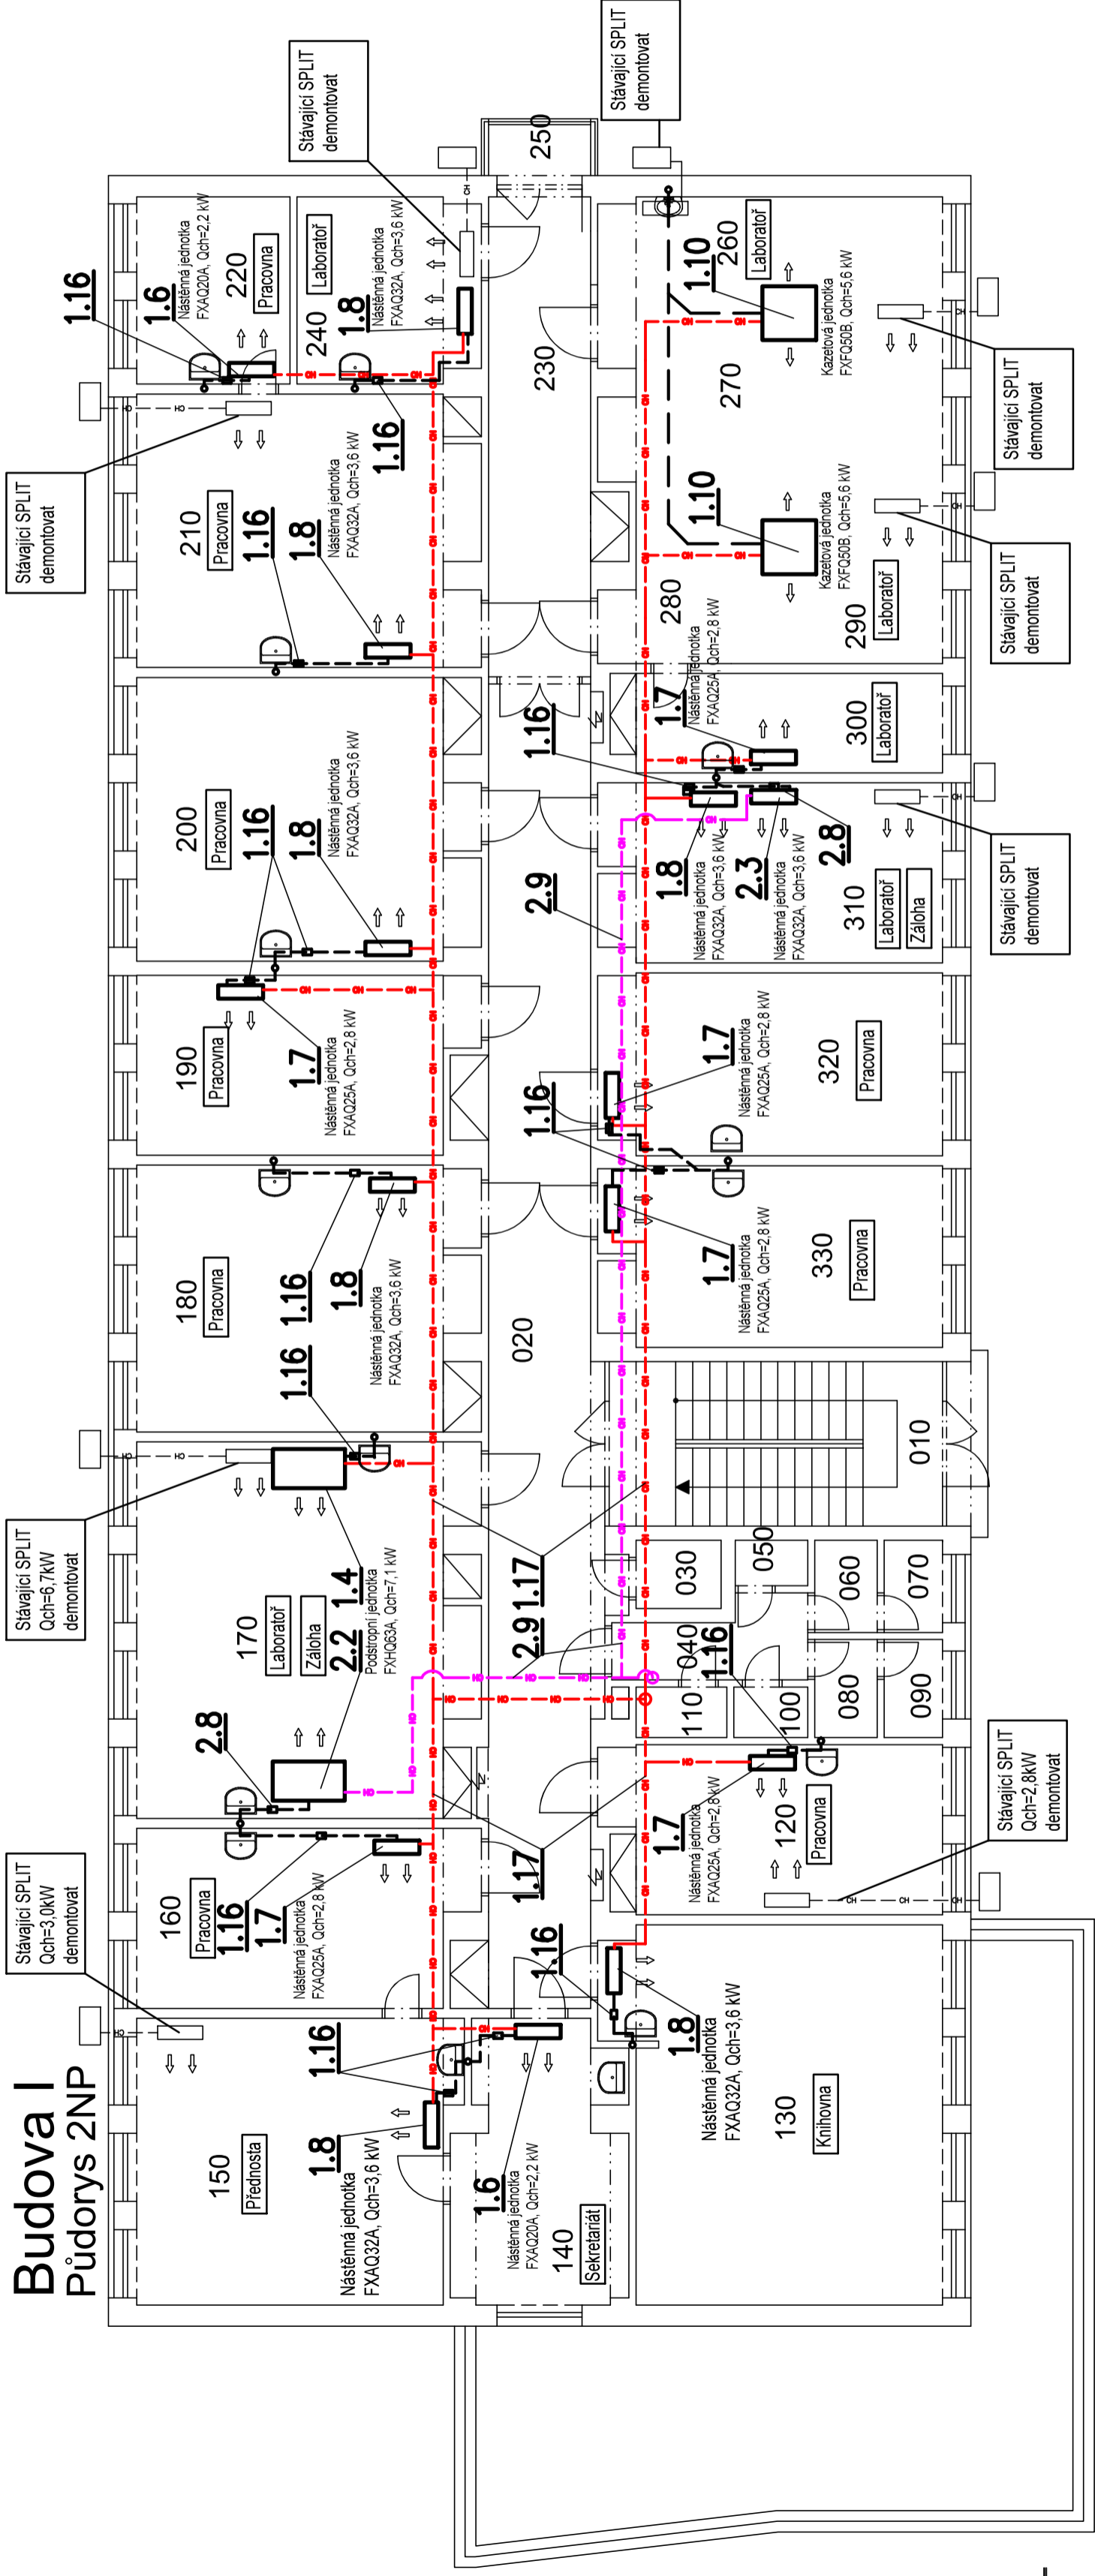 Budova I
Půdorys 2NP
Stávající SPLIT
Qch=3,0kW
demontovat
Stávající SPLIT
Qch=6,7kW
demontovat
Stávající SPLIT
demontovat
Stávající SPLIT
demontovat
Stávající SPLIT
demontovat
150
Přednosta
1.8
Nástěnná jednotka
FXAQ32A, Qch=3,6 kW
1.16
160
Pracovna
1.16
1.7
Nástěnná jednotka
FXAQ25A, Qch=2,8 kW
2.8
170
Laboratoř
Záloha
2.2
1.4
Podstropní jednotka
FXHQ63A, Qch=7,1 kW
1.16
180
Pracovna
1.16
1.8
Nástěnná jednotka
FXAQ32A, Qch=3,6 kW
190
Pracovna
1.7
Nástěnná jednotka
FXAQ25A, Qch=2,8 kW
200
Pracovna
1.16
1.8
Nástěnná jednotka
FXAQ32A, Qch=3,6 kW
210
Pracovna
1.16
1.8
Nástěnná jednotka
FXAQ32A, Qch=3,6 kW
1.16
1.6
Nástěnná jednotka
FXAQ20A, Qch=2,2 kW
220
Pracovna
240
Laboratoř
1.8
Nástěnná jednotka
FXAQ32A, Qch=3,6 kW
1.16
1.6
Nástěnná jednotka
FXAQ20A, Qch=2,2 kW
140
Sekretariát
1.16
1.17
2.9
1.17
020
1.16
2.9
1.16
230
250
1.8
Nástěnná jednotka
FXAQ32A, Qch=3,6 kW
130
Knihovna
1.7
Nástěnná jednotka
FXAQ25A, Qch=2,8 kW
120
Pracovna
1.16
110
040
030
100
050
080
060
090
070
010
1.7
Nástěnná jednotka
FXAQ25A, Qch=2,8 kW
330
Pracovna
1.7
Nástěnná jednotka
FXAQ25A, Qch=2,8 kW
320
Pracovna
1.8
Nástěnná jednotka
FXAQ32A, Qch=3,6 kW
2.3
Nástěnná jednotka
FXAQ32A, Qch=3,6 kW
2.8
310
Laboratoř
Záloha
1.7
Nástěnná jednotka
FXAQ25A, Qch=2,8 kW
300
Laboratoř
280
1.10
Kazetová jednotka
FXFQ50B, Qch=5,6 kW
290
Laboratoř
270
1.10
Kazetová jednotka
FXFQ50B, Qch=5,6 kW
260
Laboratoř
Stávající SPLIT
Qch=2,8kW
demontovat
Stávající SPLIT
demontovat
Stávající SPLIT
demontovat
Stávající SPLIT
demontovat